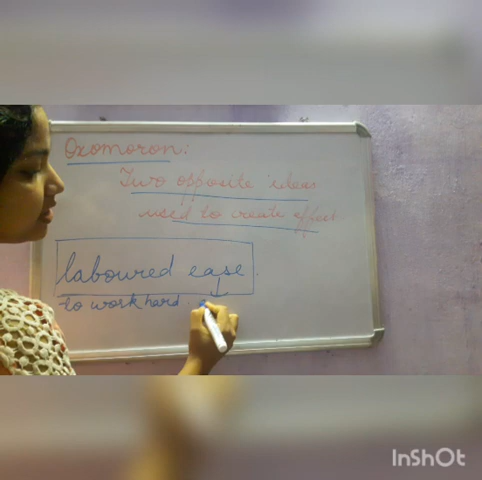 Oxomoron:
Two opposite ideas
used to create effect
laboured ease.
to work hard.
InShOt